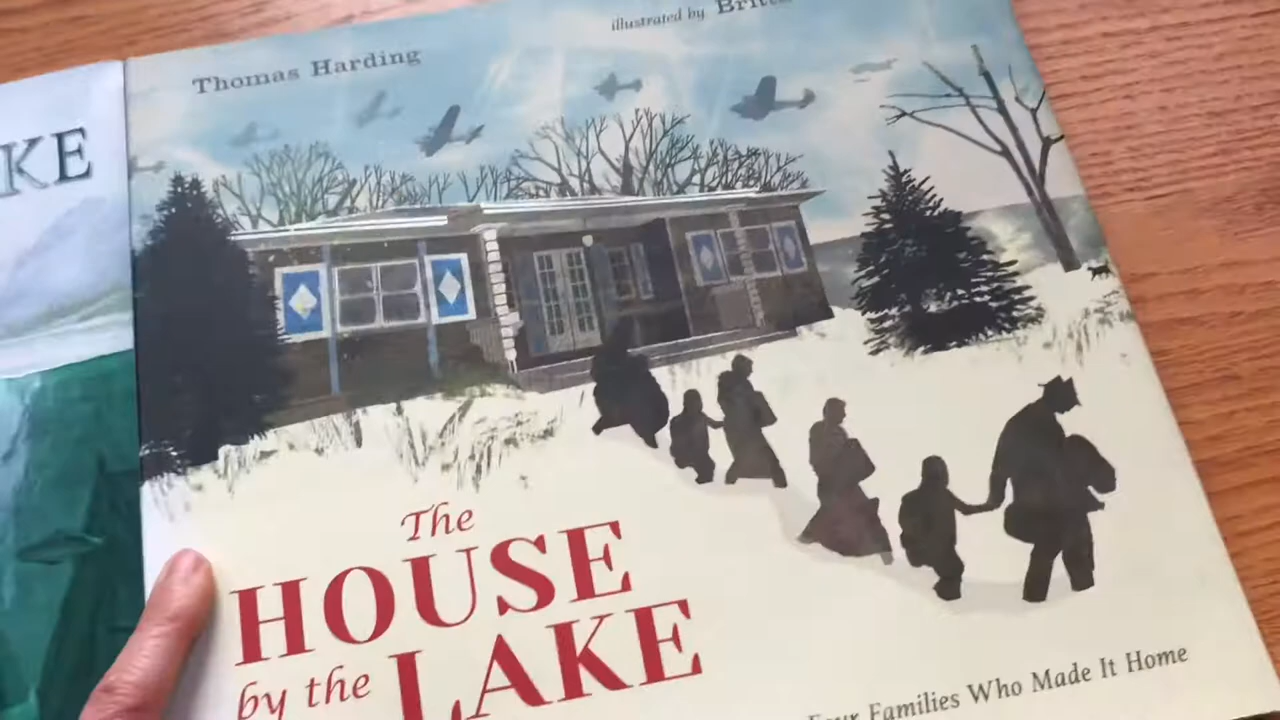 KE
Thomas Harding
illustrated by
The
HOUSE
by the LAKE
Four Families Who Made It Home